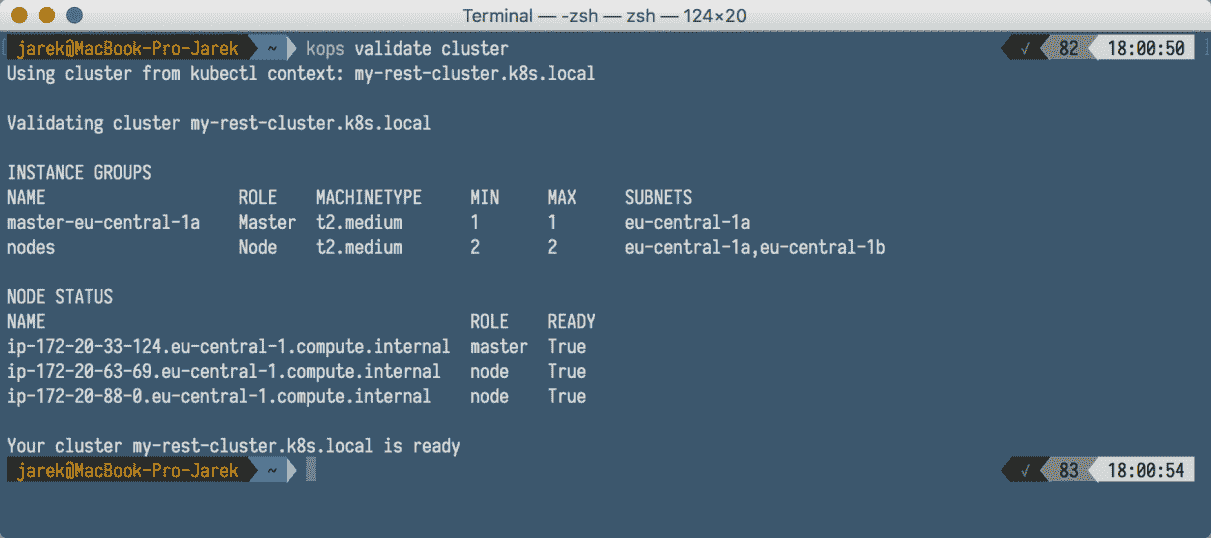 Terminal — -zsh — zsh — 124×20
jarek@MacBook-Pro-Jarek ~ kops validate cluster √ 82 18:00:50
Using cluster from kubectl context: my-rest-cluster.k8s.local
Validating cluster my-rest-cluster.k8s.local
INSTANCE GROUPS
NAME ROLE MACHINETYPE MIN MAX SUBNETS
master-eu-central-1a Master t2.medium 1 1 eu-central-1a
nodes Node t2.medium 2 2 eu-central-1a,eu-central-1b
NODE STATUS
NAME ROLE READY
ip-172-20-33-124.eu-central-1.compute.internal master True
ip-172-20-63-69.eu-central-1.compute.internal node True
ip-172-20-88-0.eu-central-1.compute.internal node True
Your cluster my-rest-cluster.k8s.local is ready
jarek@MacBook-Pro-Jarek ~ √ 83 18:00:54